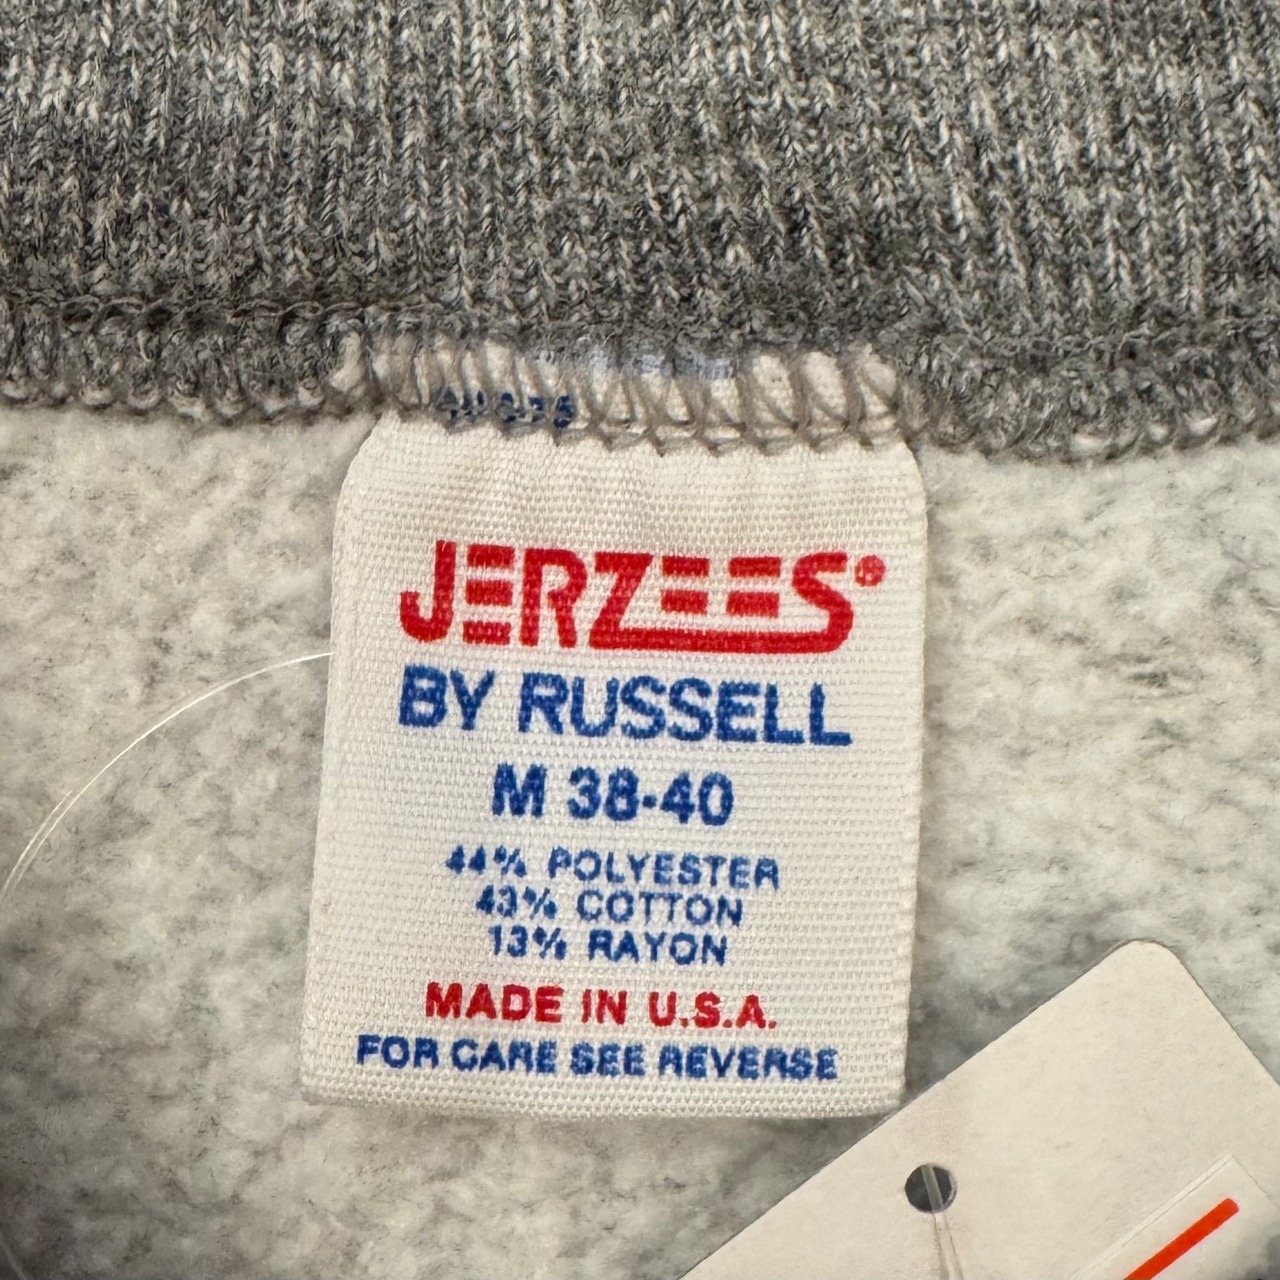 JERZEES®
BY RUSSELL
M 38-40
44% POLYESTER
43% COTTON
13% RAYON
MADE IN U.S.A.
FOR CARE SEE REVERSE